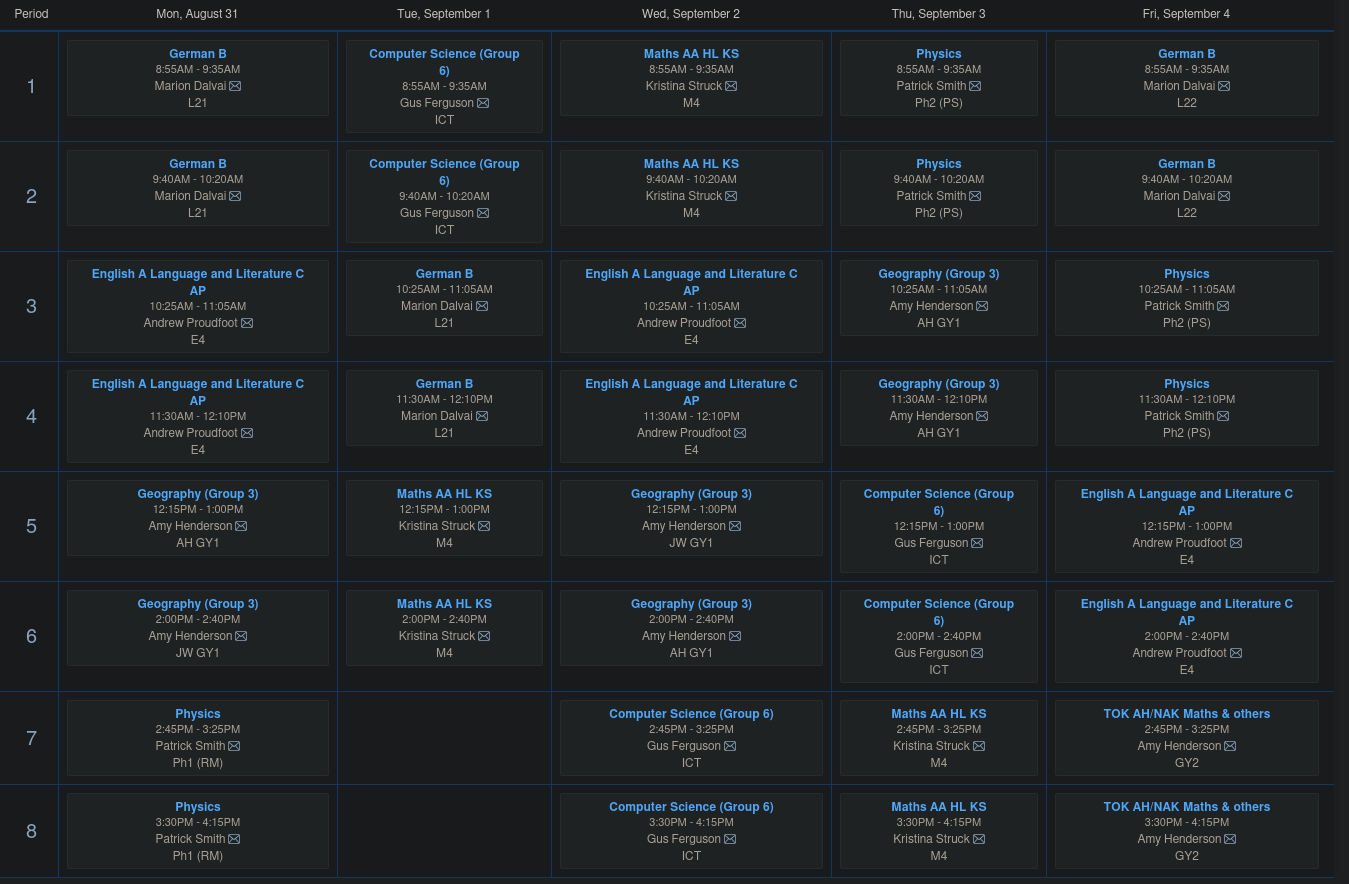 Period Mon, August 31 Tue, September 1 Wed, September 2 Thu, September 3 Fri, September 4
1
German B
8:55AM - 9:35AM
Marion Dalvai
L21
Computer Science (Group
6)
8:55AM - 9:35AM
Gus Ferguson
ICT
Maths AA HL KS
8:55AM - 9:35AM
Kristina Struck
M4
Physics
8:55AM - 9:35AM
Patrick Smith
Ph2 (PS)
German B
8:55AM - 9:35AM
Marion Dalvai
L22
2
German B
9:40AM - 10:20AM
Marion Dalvai
L21
Computer Science (Group
6)
9:40AM - 10:20AM
Gus Ferguson
ICT
Maths AA HL KS
9:40AM - 10:20AM
Kristina Struck
M4
Physics
9:40AM - 10:20AM
Patrick Smith
Ph2 (PS)
German B
9:40AM - 10:20AM
Marion Dalvai
L22
3
English A Language and Literature C
AP
10:25AM - 11:05AM
Andrew Proudfoot
E4
German B
10:25AM - 11:05AM
Marion Dalvai
L21
English A Language and Literature C
AP
10:25AM - 11:05AM
Andrew Proudfoot
E4
Geography (Group 3)
10:25AM - 11:05AM
Amy Henderson
AH GY1
Physics
10:25AM - 11:05AM
Patrick Smith
Ph2 (PS)
4
English A Language and Literature C
AP
11:30AM - 12:10PM
Andrew Proudfoot
E4
German B
11:30AM - 12:10PM
Marion Dalvai
L21
English A Language and Literature C
AP
11:30AM - 12:10PM
Andrew Proudfoot
E4
Geography (Group 3)
11:30AM - 12:10PM
Amy Henderson
AH GY1
Physics
11:30AM - 12:10PM
Patrick Smith
Ph2 (PS)
5
Geography (Group 3)
12:15PM - 1:00PM
Amy Henderson
AH GY1
Maths AA HL KS
12:15PM - 1:00PM
Kristina Struck
M4
Geography (Group 3)
12:15PM - 1:00PM
Amy Henderson
JW GY1
Computer Science (Group
6)
12:15PM - 1:00PM
Gus Ferguson
ICT
English A Language and Literature C
AP
12:15PM - 1:00PM
Andrew Proudfoot
E4
6
Geography (Group 3)
2:00PM - 2:40PM
Amy Henderson
JW GY1
Maths AA HL KS
2:00PM - 2:40PM
Kristina Struck
M4
Geography (Group 3)
2:00PM - 2:40PM
Amy Henderson
AH GY1
Computer Science (Group
6)
2:00PM - 2:40PM
Gus Ferguson
ICT
English A Language and Literature C
AP
2:00PM - 2:40PM
Andrew Proudfoot
E4
7
Physics
2:45PM - 3:25PM
Patrick Smith
Ph1 (RM)
Computer Science (Group 6)
2:45PM - 3:25PM
Gus Ferguson
ICT
Maths AA HL KS
2:45PM - 3:25PM
Kristina Struck
M4
TOK AH/NAK Maths & others
2:45PM - 3:25PM
Amy Henderson
GY2
8
Physics
3:30PM - 4:15PM
Patrick Smith
Ph1 (RM)
Computer Science (Group 6)
3:30PM - 4:15PM
Gus Ferguson
ICT
Maths AA HL KS
3:30PM - 4:15PM
Kristina Struck
M4
TOK AH/NAK Maths & others
3:30PM - 4:15PM
Amy Henderson
GY2